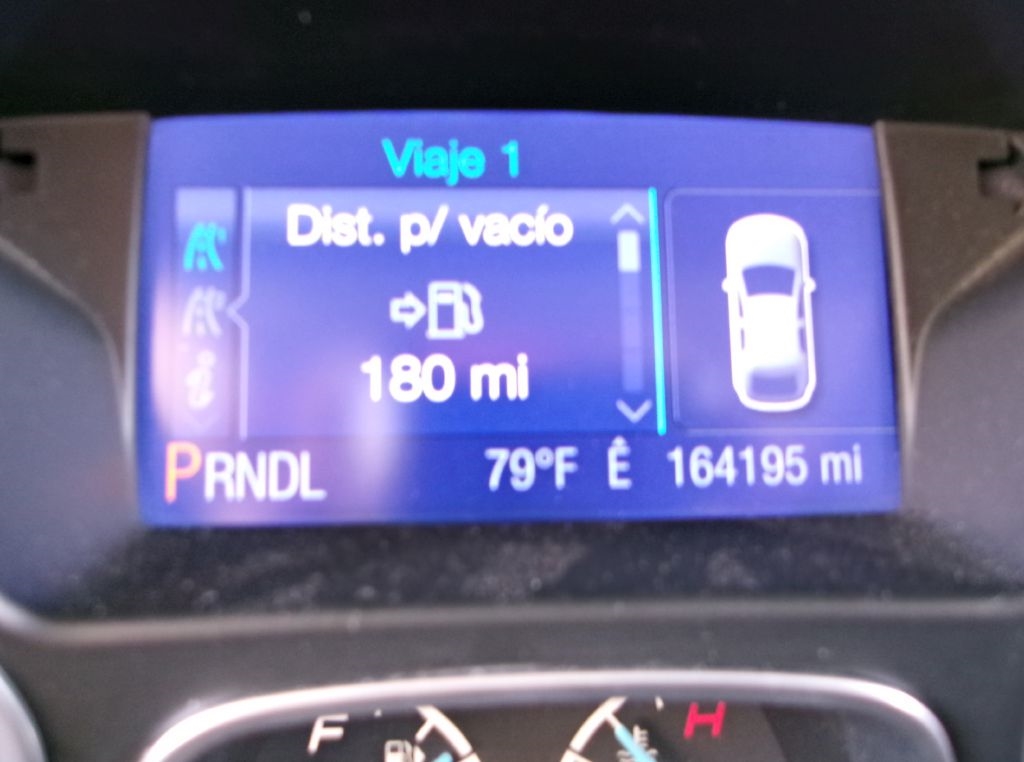 Viaje 1
Dist. p/ vacío
180 mi
PRNDL 79°F Ê 164195 mi
F H